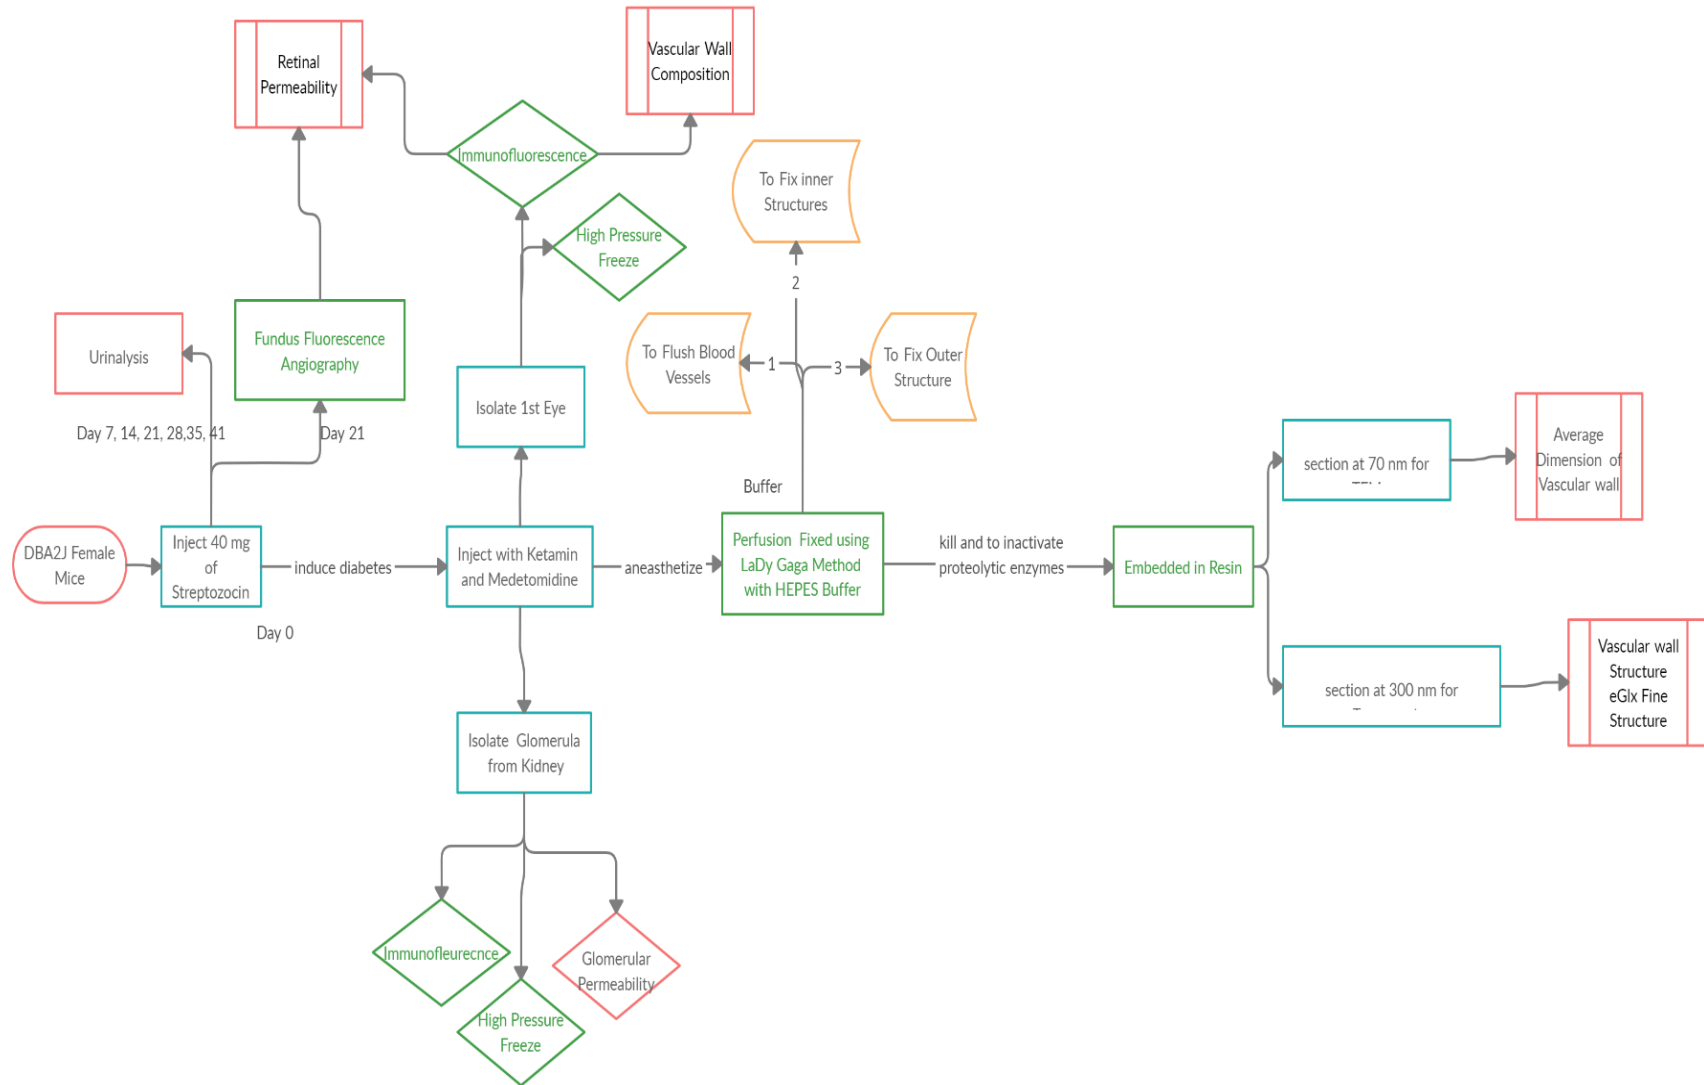 Retinal
Permeability
Vascular Wall
Composition
Immunofluorescence
To Fix inner
Structures
High Pressure
Freeze
2
Urinalysis
Fundus Fluorescence
Angiography
To Flush Blood
Vessels
1
3
To Fix Outer
Structure
Isolate 1st Eye
Day 7, 14, 21, 28,35, 41
Day 21
Average
Dimension of
Vascular wall
section at 70 nm for
Buffer
DBA2J Female
Mice
Inject 40 mg
of
Streptozocin
induce diabetes
Inject with Ketamin
and Medetomidine
aneasthetize
Perfusion Fixed using
LaDy Gaga Method
with HEPES Buffer
kill and to inactivate
proteolytic enzymes
Embedded in Resin
Day 0
section at 300 nm for
Vascular wall
Structure
eGlx Fine
Structure
Isolate Glomerula
from Kidney
Immunofleurecnce
Glomerular
Permeability
High Pressure
Freeze